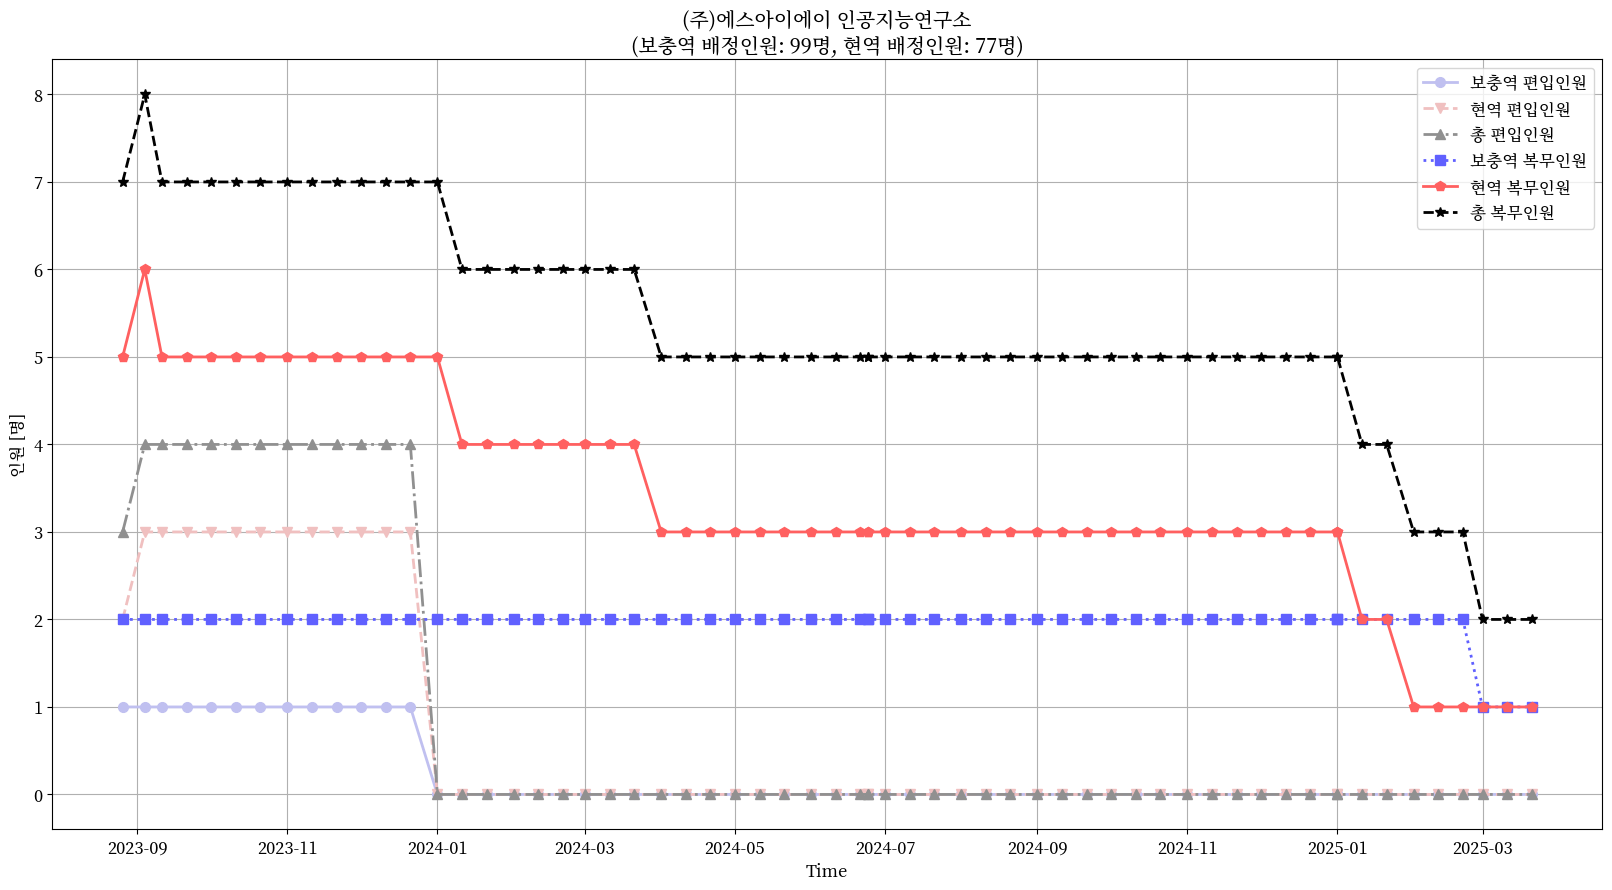 (주)에스아이에이 인공지능연구소
(보충역 배정인원: 99명, 현역 배정인원: 77명)
보충역 편입인원
현역 편입인원
총 편입인원
보충역 복무인원
현역 복무인원
총 복무인원
인원 [명]
8
7
6
5
4
3
2
1
0
2023-09 2023-11 2024-01 2024-03 2024-05 2024-07 2024-09 2024-11 2025-01 2025-03
Time